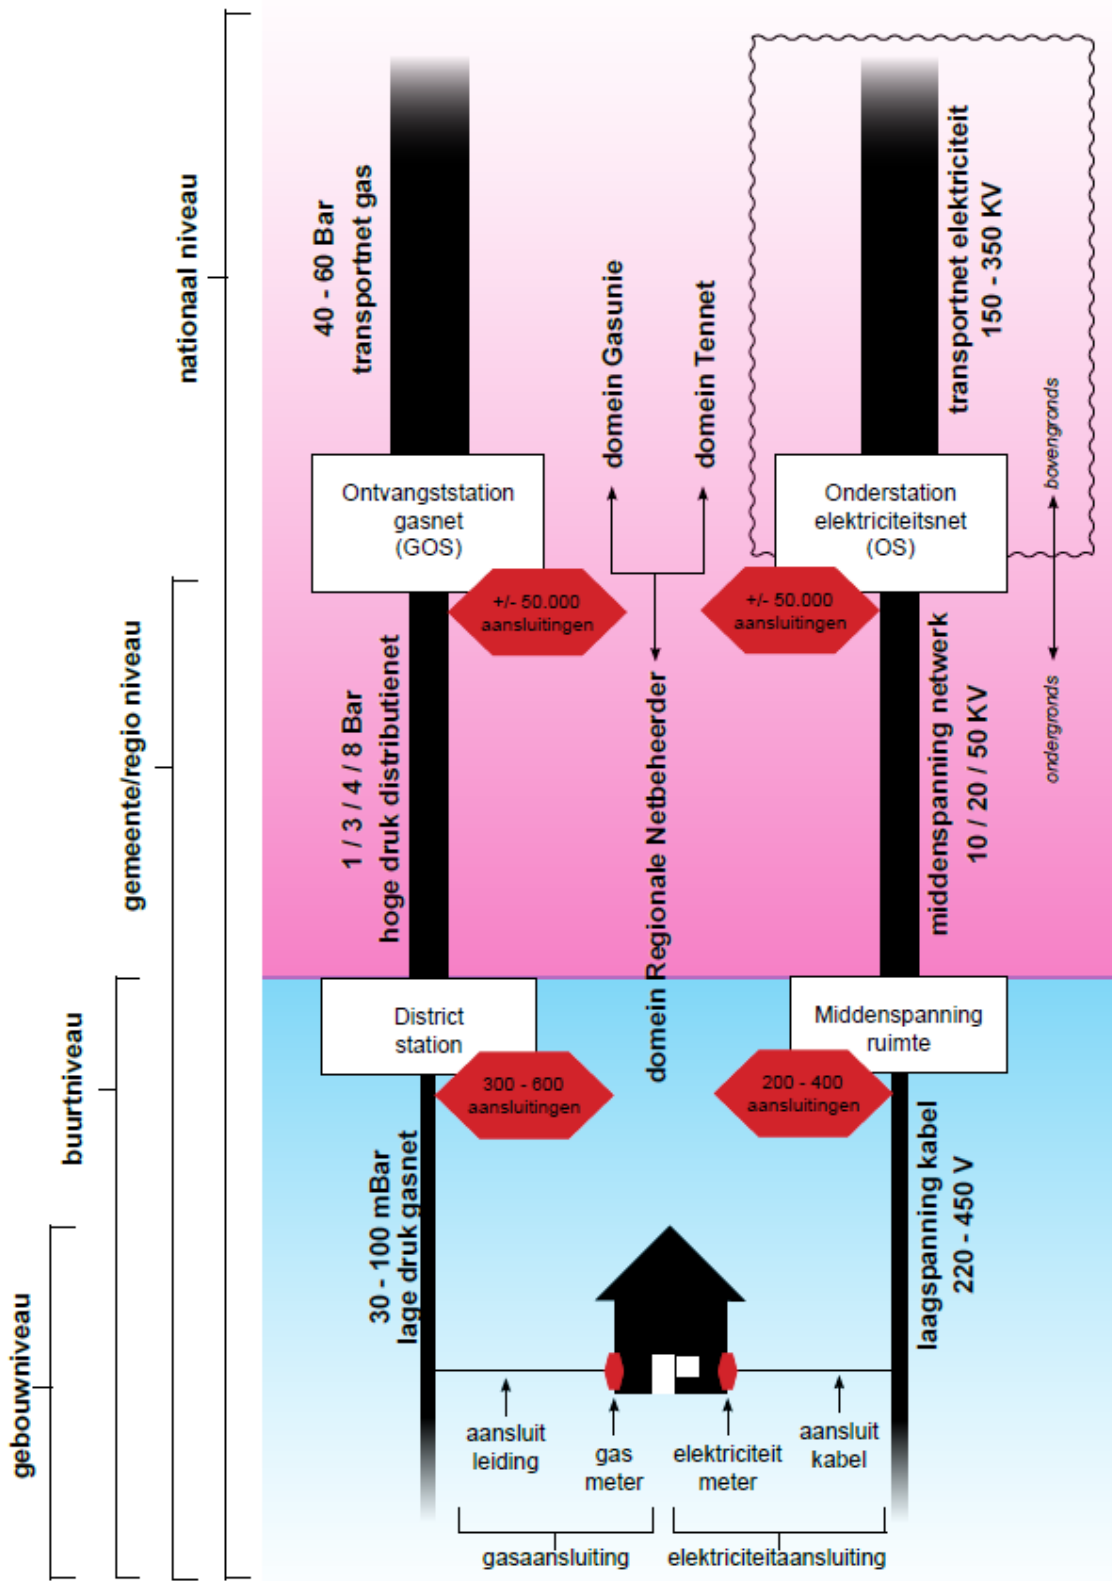 nationaal niveau
gemeente/regio niveau
buurtniveau
gebouwniveau
40 - 60 Bar
transportnet gas
domein Gasunie
domein Tennet
transportnet elektriciteit
150 - 350 KV
Ontvangststation
gasnet
(GOS)
Onderstation
elektriciteitsnet
(OS)
bovengronds
ondergronds
+/- 50.000
aansluitingen
+/- 50.000
aansluitingen
1 / 3 / 4 / 8 Bar
hoge druk distributienet
domein Regionale Netbeheerder
middenspanning netwerk
10 / 20 / 50 KV
District
station
Middenspanning
ruimte
300 - 600
aansluitingen
200 - 400
aansluitingen
30 - 100 mBar
lage druk gasnet
laagspanning kabel
220 - 450 V
aansluit
leiding
gas
meter
elektriciteit
meter
aansluit
kabel
gasaansluiting
elektriciteitaansluiting